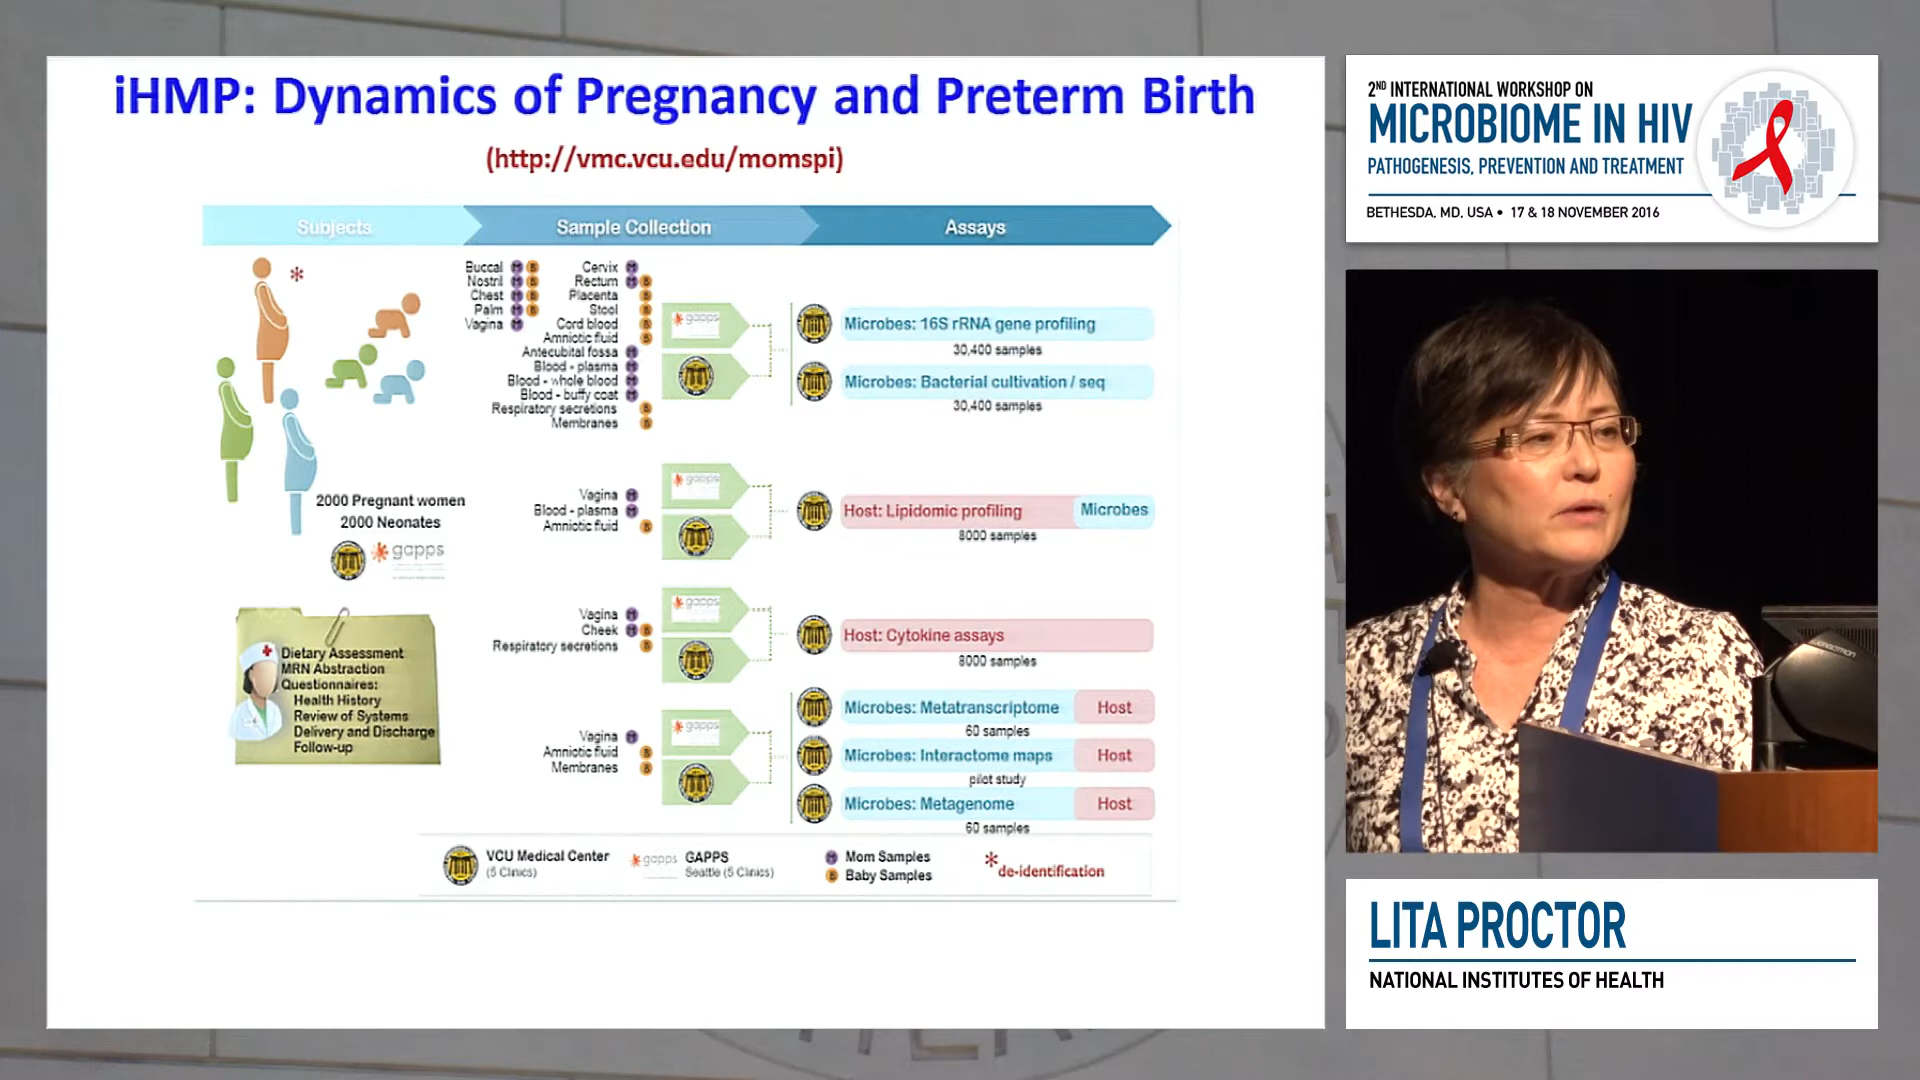 iHMP: Dynamics of Pregnancy and Preterm Birth
(http://vmc.vcu.edu/momspi)
Subjects
Sample Collection
Assays
Buccal M B
Nostril M B
Chest M B
Palm M B
Vagina M
Cervix M
Rectum M B
Placenta B
Stool B
Cord blood B
Amniotic fluid B
Antecubital fossa M
Blood - plasma M
Blood - whole blood M
Blood - buffy coat M
Respiratory secretions B
Membranes B
gapps
Microbes: 16S rRNA gene profiling
30,400 samples
Microbes: Bacterial cultivation / seq
30,400 samples
*
2000 Pregnant women
2000 Neonates
gapps
Vagina M
Blood - plasma M
Amniotic fluid B
gapps
Host: Lipidomic profiling Microbes
8000 samples
Vagina M
Cheek M B
Respiratory secretions B
gapps
Host: Cytokine assays
8000 samples
Dietary Assessment
MRN Abstraction
Questionnaires:
Health History
Review of Systems
Delivery and Discharge
Follow-up
Vagina M
Amniotic fluid B
Membranes B
gapps
Microbes: Metatranscriptome Host
60 samples
Microbes: Interactome maps Host
pilot study
Microbes: Metagenome Host
60 samples
VCU Medical Center
(5 Clinics)
gapps
GAPPS
Seattle (5 Clinics)
M Mom Samples
B Baby Samples
* de-identification
2ND INTERNATIONAL WORKSHOP ON
MICROBIOME IN HIV
PATHOGENESIS, PREVENTION AND TREATMENT
BETHESDA, MD, USA • 17 & 18 NOVEMBER 2016
ERGOTRON
LITA PROCTOR
NATIONAL INSTITUTES OF HEALTH